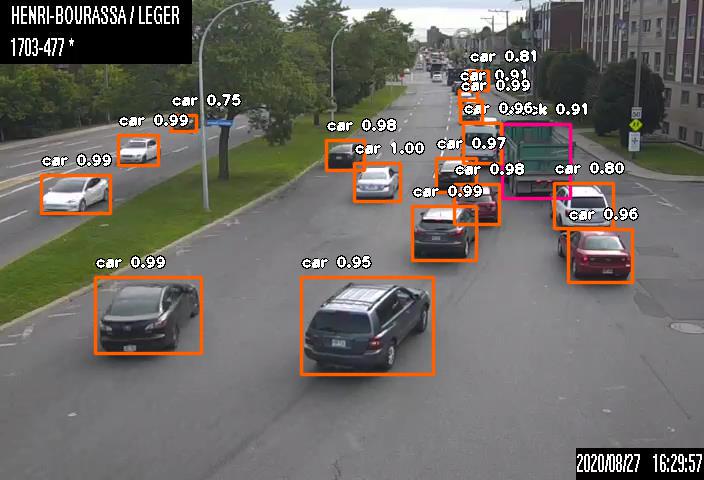 HENRI-BOURASSA / LEGER
1703-477 *
car 0.81
car 0.91
car 0.99
car 0.75
car 0.96
ck 0.91
car 0.99
car 0.98
car 0.97
car 1.00
car 0.99
car 0.98
car 0.80
car 0.99
car 0.96
car 0.99
car 0.95
2020/08/27 16:29:57